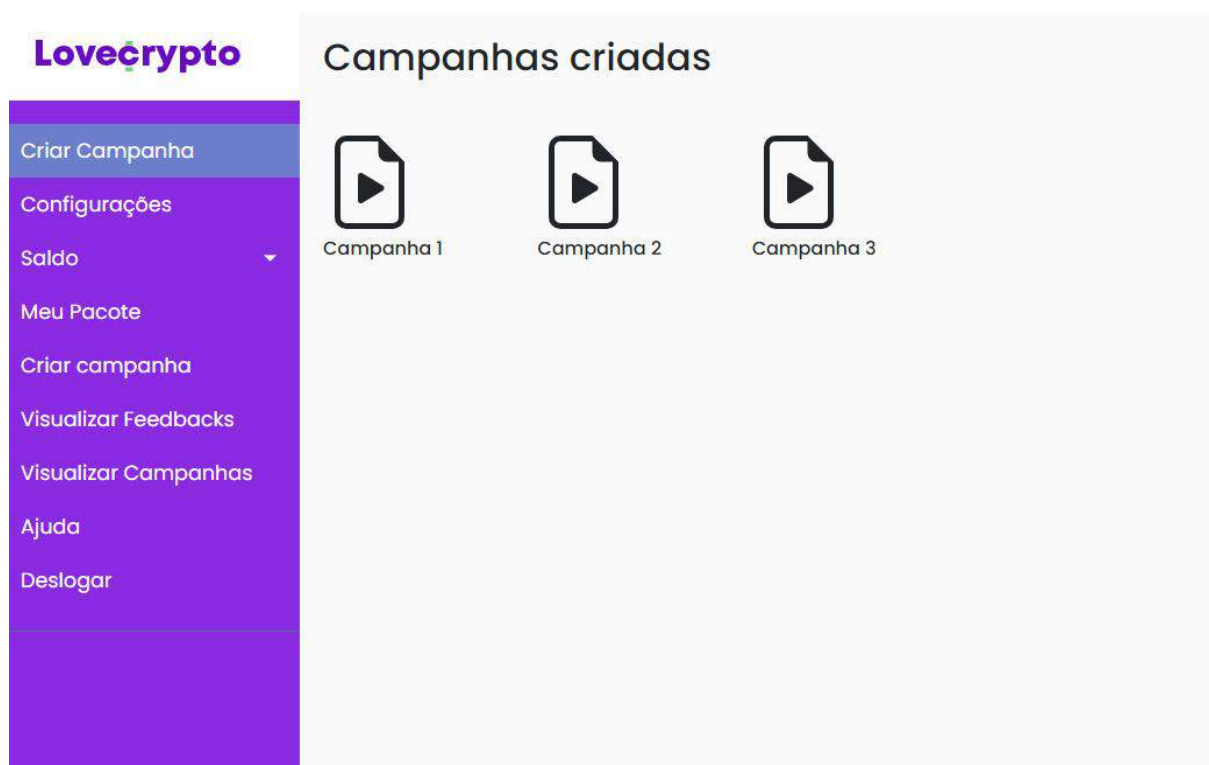 Lovecrypto
Criar Campanha
Configurações
Saldo
Meu Pacote
Criar campanha
Visualizar Feedbacks
Visualizar Campanhas
Ajuda
Deslogar
Campanhas criadas
Campanha 1
Campanha 2
Campanha 3